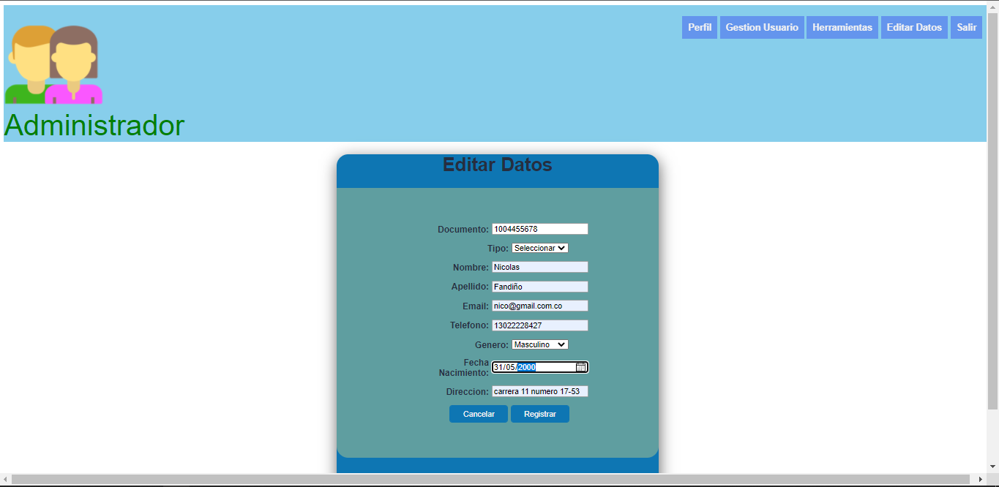 Perfil Gestion Usuario Herramientas Editar Datos Salir
Administrador
Editar Datos
Documento: 1004455678
Tipo: Seleccionar
Nombre: Nicolas
Apellido: Fandiño
Email: nico@gmail.com.co
Telefono: 13022228427
Genero: Masculino
Fecha
Nacimiento: 31/05/2000
Direccion: carrera 11 numero 17-53
Cancelar Registrar